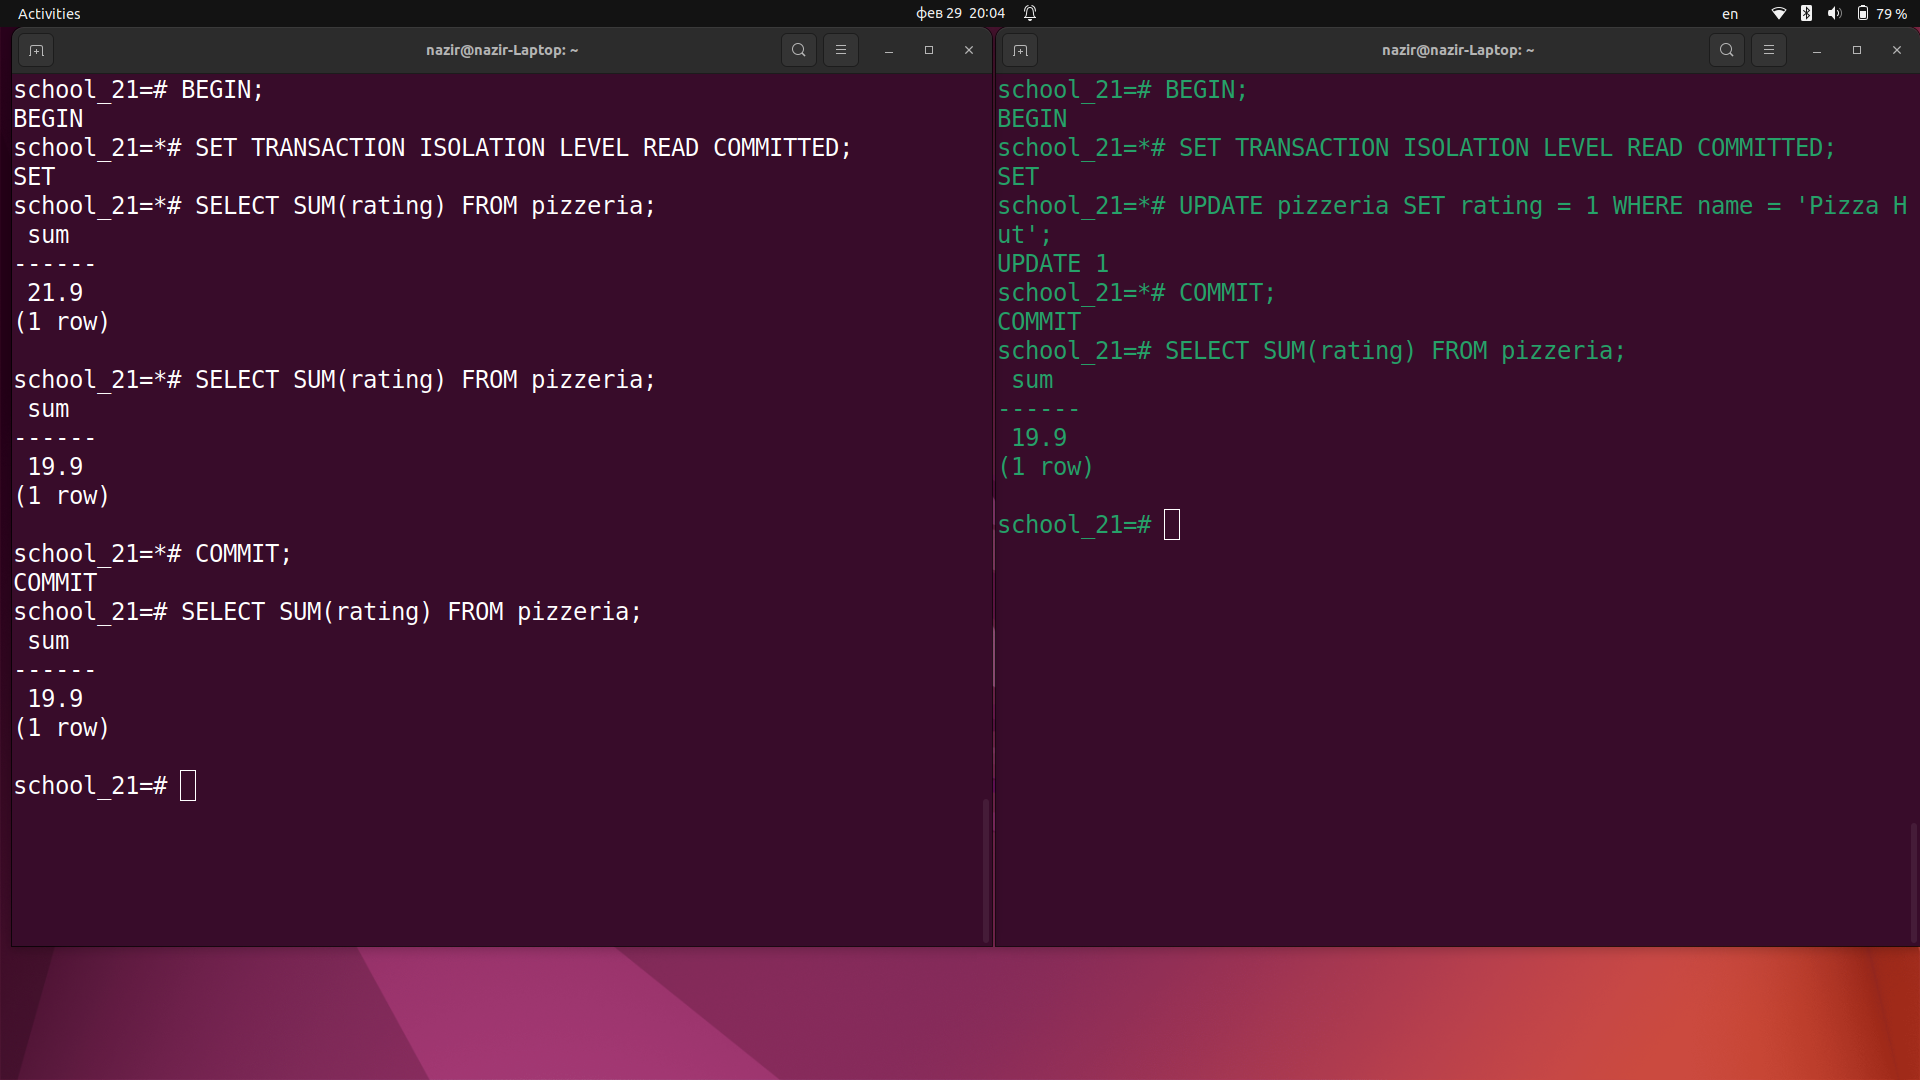 Activities
фев 29 20:04
en
79 %
nazir@nazir-Laptop: ~
school_21=# BEGIN;
BEGIN
school_21=*# SET TRANSACTION ISOLATION LEVEL READ COMMITTED;
SET
school_21=*# SELECT SUM(rating) FROM pizzeria;
sum
------
21.9
(1 row)
school_21=*# SELECT SUM(rating) FROM pizzeria;
sum
------
19.9
(1 row)
school_21=*# COMMIT;
COMMIT
school_21=# SELECT SUM(rating) FROM pizzeria;
sum
------
19.9
(1 row)
school_21=#
nazir@nazir-Laptop: ~
school_21=# BEGIN;
BEGIN
school_21=*# SET TRANSACTION ISOLATION LEVEL READ COMMITTED;
SET
school_21=*# UPDATE pizzeria SET rating = 1 WHERE name = 'Pizza H
ut';
UPDATE 1
school_21=*# COMMIT;
COMMIT
school_21=# SELECT SUM(rating) FROM pizzeria;
sum
------
19.9
(1 row)
school_21=#